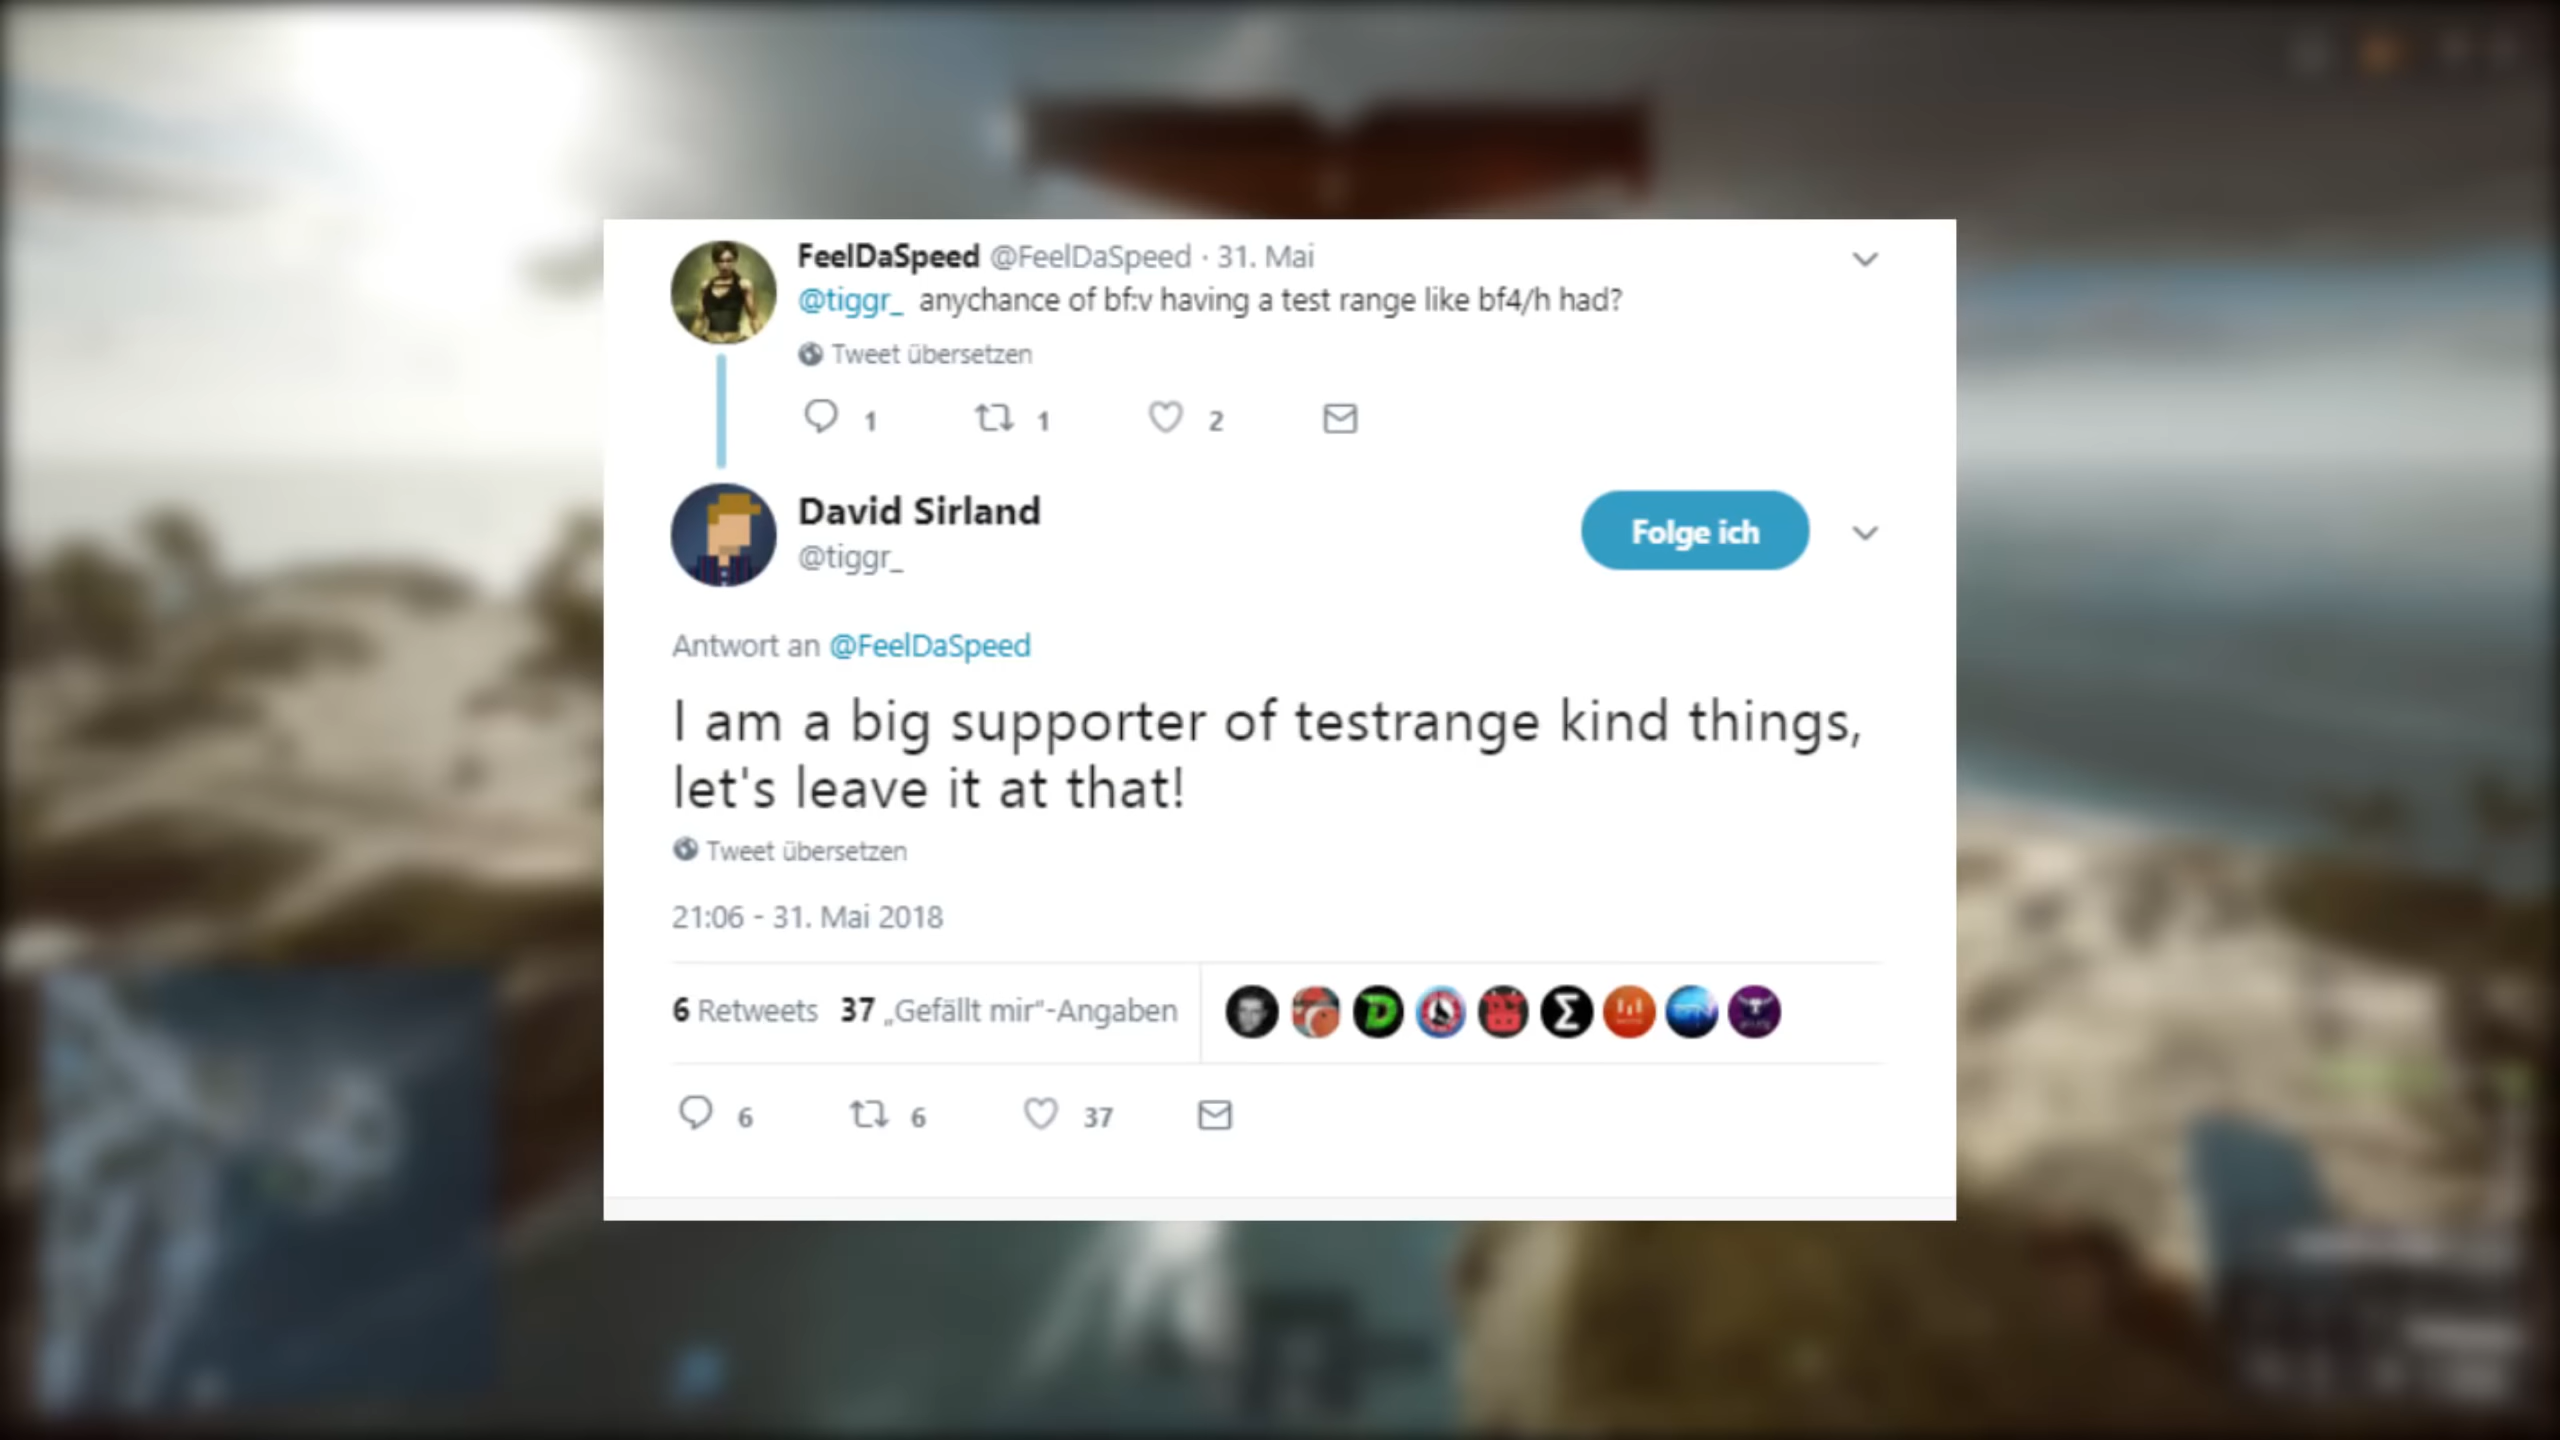 FeelDaSpeed @FeelDaSpeed · 31. Mai
@tiggr_ anychance of bf:v having a test range like bf4/h had?
Tweet übersetzen
1 1 2
David Sirland
@tiggr_
Folge ich
Antwort an @FeelDaSpeed
I am a big supporter of testrange kind things,
let's leave it at that!
Tweet übersetzen
21:06 - 31. Mai 2018
6 Retweets 37 „Gefällt mir"-Angaben
6 6 37